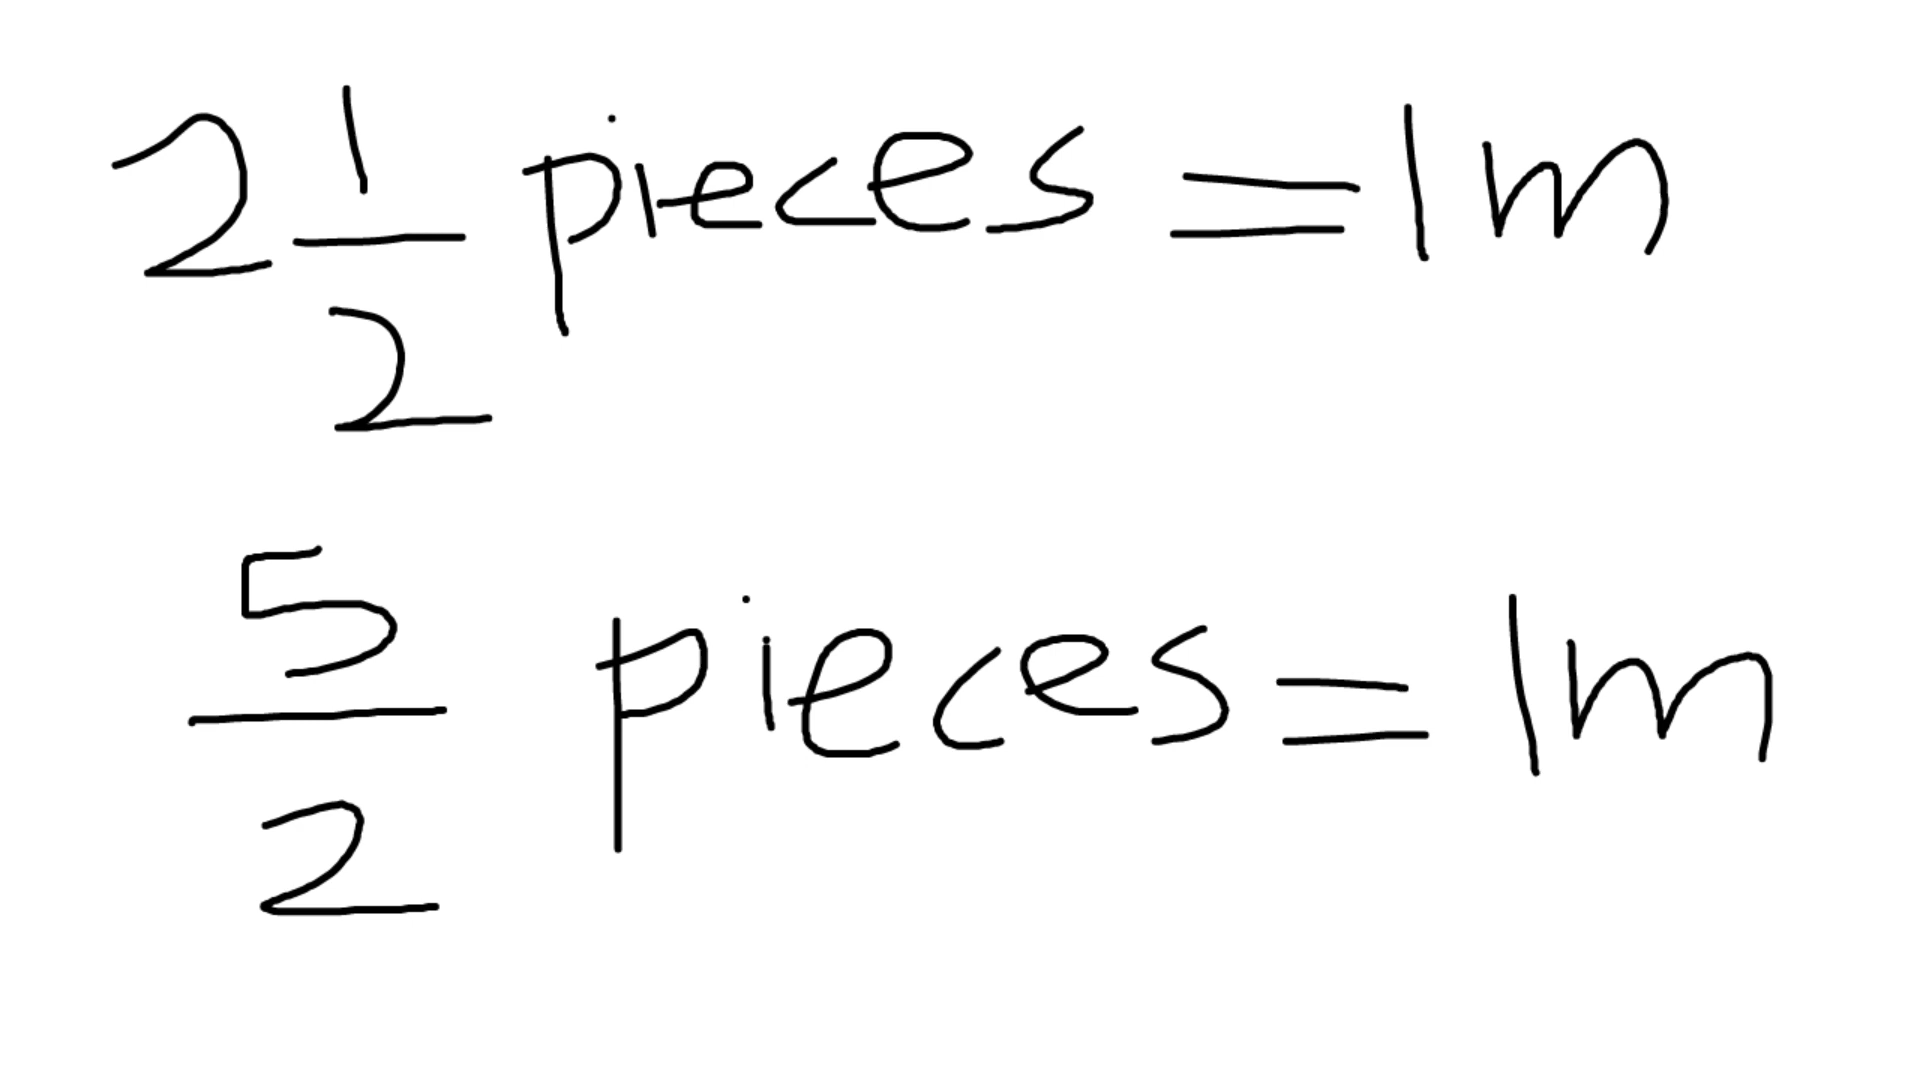 2 1/2 pieces = 1m
5/2 pieces = 1m